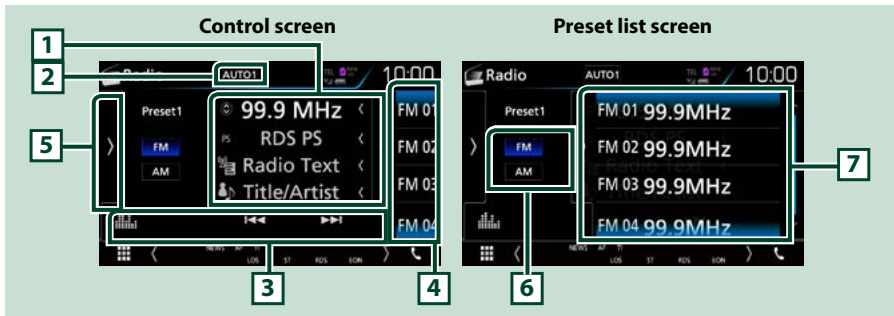 Control screen
Preset list screen
1
2
Radio
AUTO1
TEL
10:00
Preset1
99.9 MHz
PS
RDS PS
Radio Text
Title/Artist
FM
AM
FM 01
FM 02
FM 03
FM 04
NEWS AF TI
LOS ST RDS EON
5
3
4
Radio
AUTO1
TEL
10:00
Preset1
FM
AM
FM 01 99.9MHz
FM 02 99.9MHz
FM 03 99.9MHz
FM 04 99.9MHz
NEWS AF TI
LOS ST RDS EON
6
7